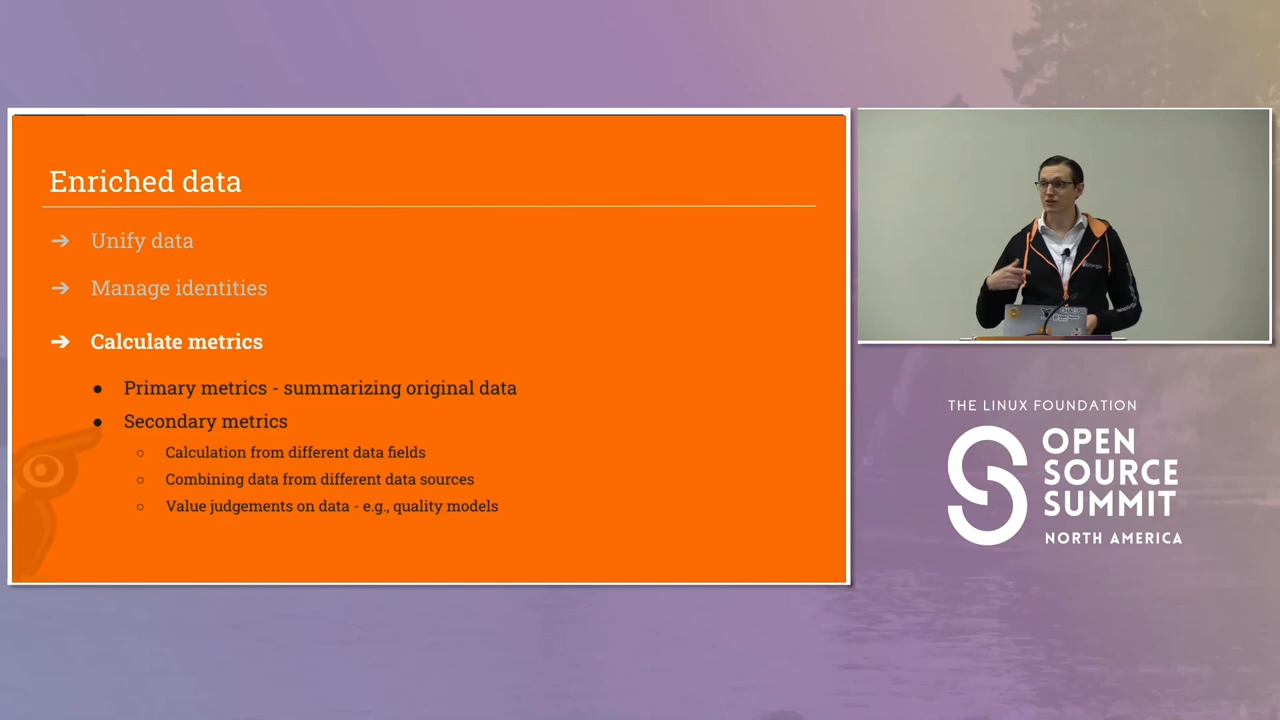 Enriched data
➔ Unify data
➔ Manage identities
➔ Calculate metrics
● Primary metrics - summarizing original data
● Secondary metrics
○ Calculation from different data fields
○ Combining data from different data sources
○ Value judgements on data - e.g., quality models
THE LINUX FOUNDATION
OPEN
SOURCE
SUMMIT
NORTH AMERICA